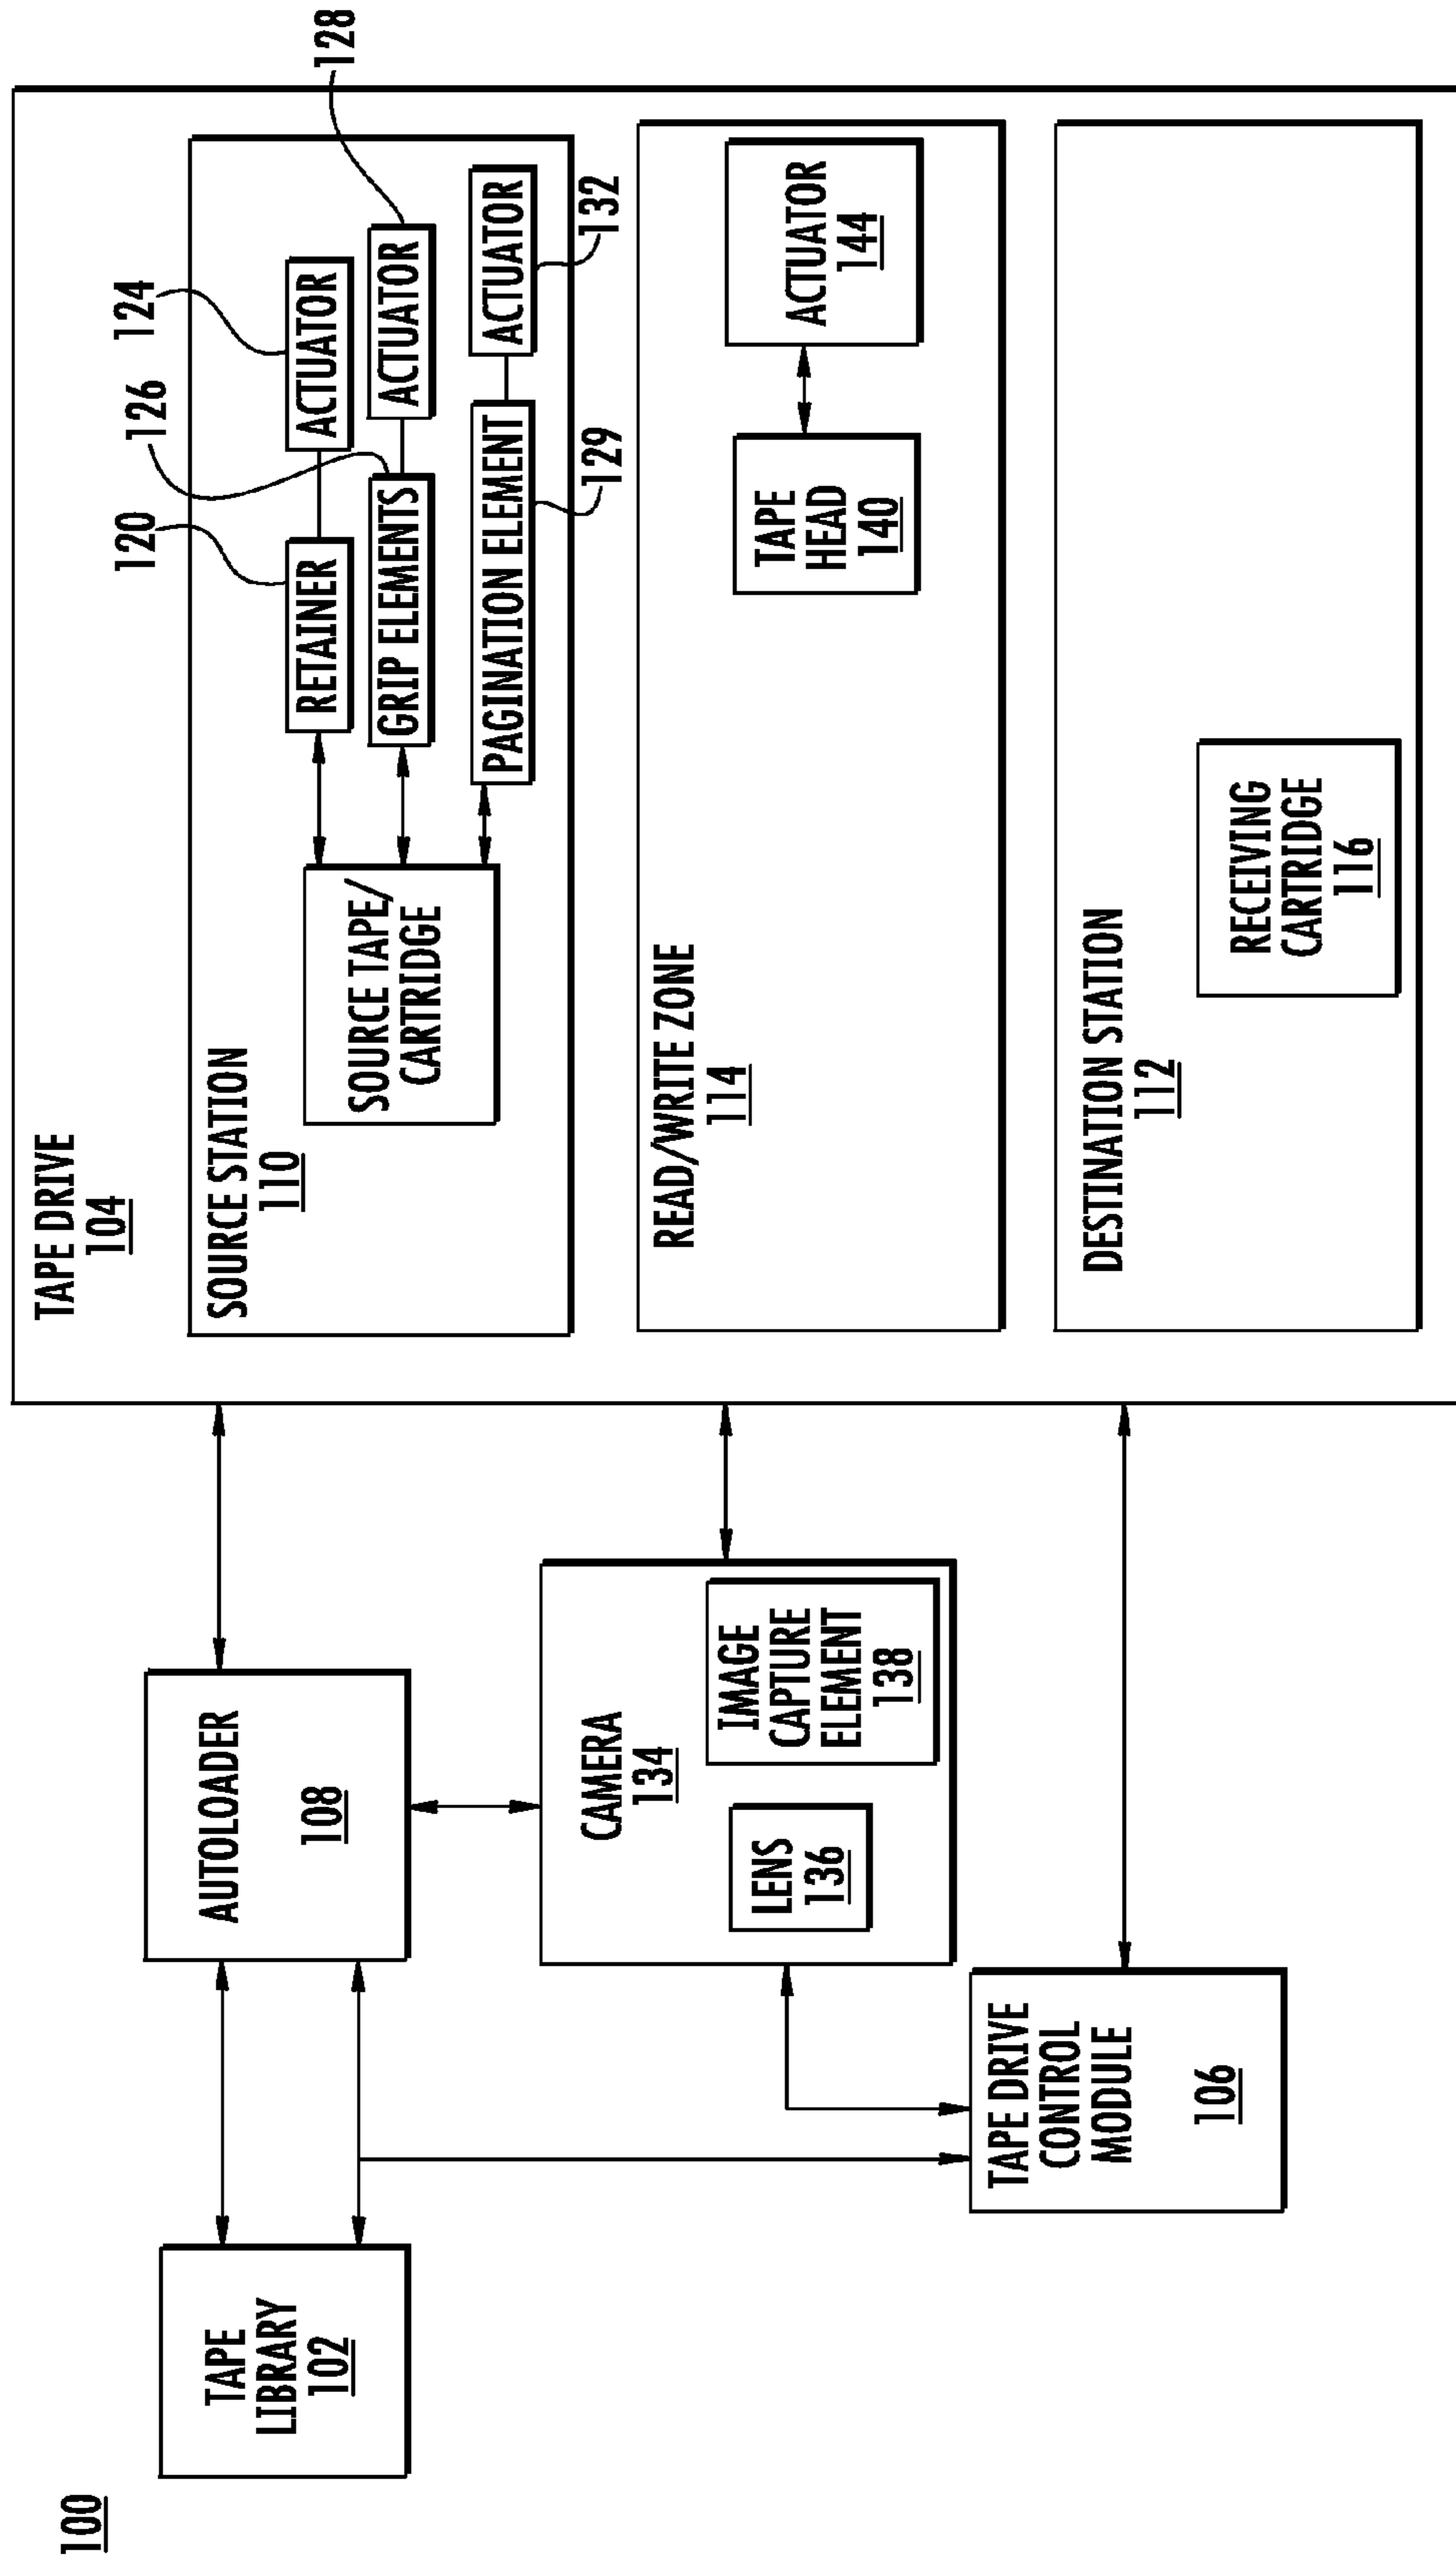 100
TAPE
LIBRARY
102
AUTOLOADER
108
CAMERA
134
LENS
136
IMAGE
CAPTURE
ELEMENT
138
TAPE DRIVE
CONTROL
MODULE
106
TAPE DRIVE
104
SOURCE STATION
110
SOURCE TAPE/
CARTRIDGE
120
RETAINER
124
ACTUATOR
126
GRIP ELEMENTS
128
ACTUATOR
PAGINATION ELEMENT
129
ACTUATOR
132
READ/WRITE ZONE
114
TAPE
HEAD
140
ACTUATOR
144
DESTINATION STATION
112
RECEIVING
CARTRIDGE
116